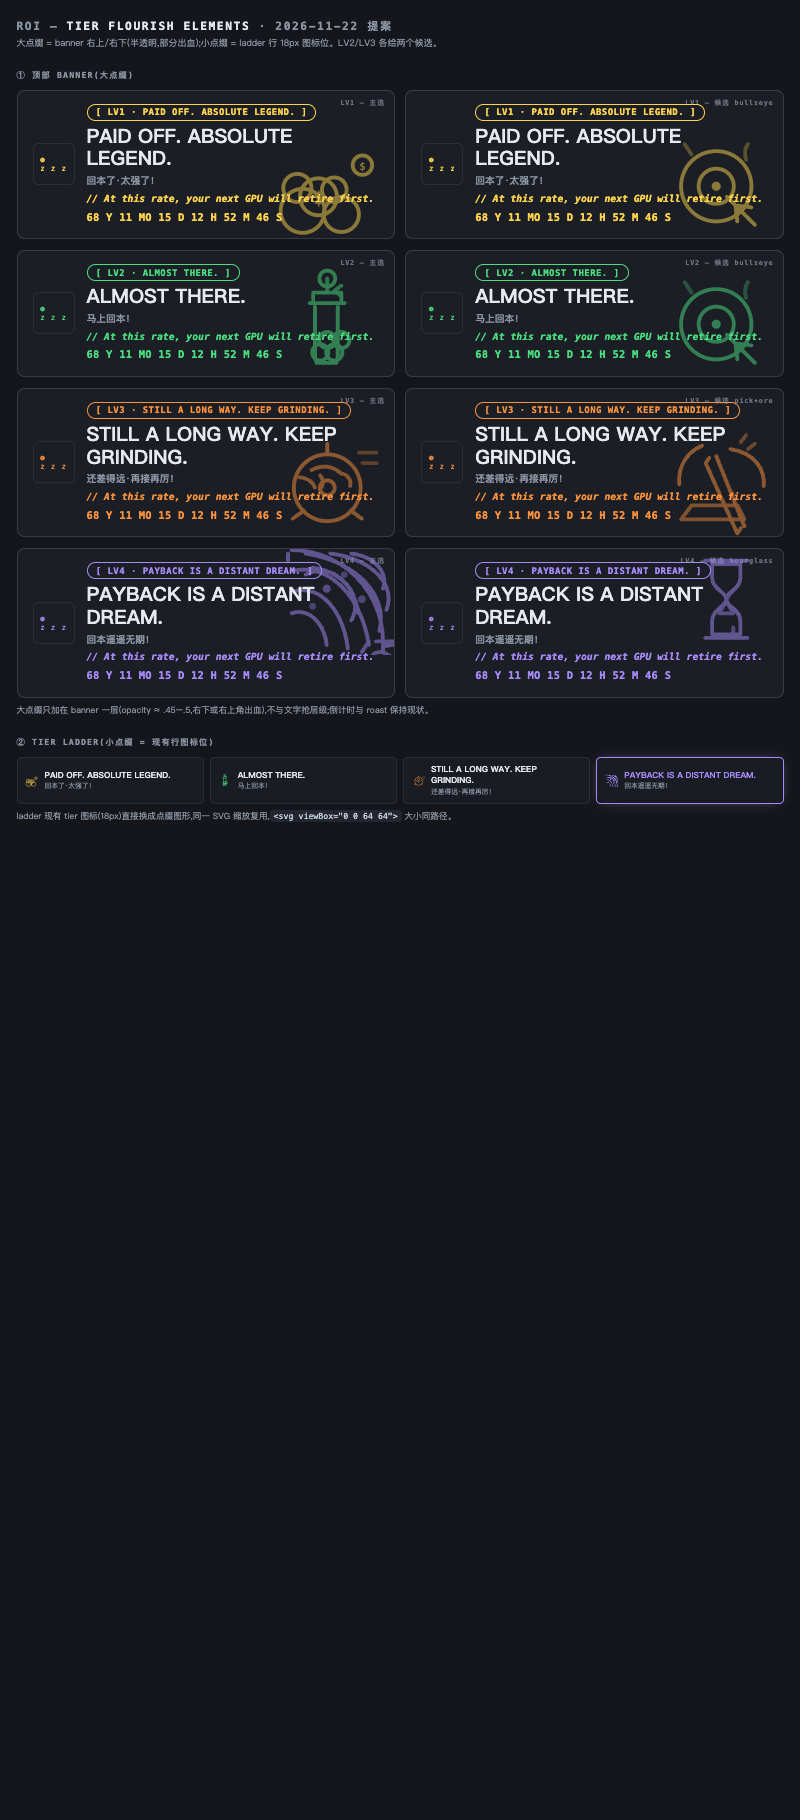 ROI — TIER FLOURISH ELEMENTS · 2026-11-22 提案
大点缀 = banner 右上/右下(半透明,部分出血);小点缀 = ladder 行 18px 图标位。LV2/LV3 各给两个候选。
① 顶部 BANNER(大点缀)
LV1 — 主选
[ LV1 · PAID OFF. ABSOLUTE LEGEND. ]
PAID OFF. ABSOLUTE
LEGEND.
z z z
回本了·太强了!
$
// At this rate, your next GPU will retire first.
68 Y 11 MO 15 D 12 H 52 M 46 S
LV1 — 候选 bullseye
[ LV1 · PAID OFF. ABSOLUTE LEGEND. ]
PAID OFF. ABSOLUTE
LEGEND.
z z z
回本了·太强了!
// At this rate, your next GPU will retire first.
68 Y 11 MO 15 D 12 H 52 M 46 S
LV2 — 主选
[ LV2 · ALMOST THERE. ]
ALMOST THERE.
z z z
马上回本!
// At this rate, your next GPU will retire first.
68 Y 11 MO 15 D 12 H 52 M 46 S
LV2 — 候选 bullseye
[ LV2 · ALMOST THERE. ]
ALMOST THERE.
z z z
马上回本!
// At this rate, your next GPU will retire first.
68 Y 11 MO 15 D 12 H 52 M 46 S
LV3 — 主选
[ LV3 · STILL A LONG WAY. KEEP GRINDING. ]
STILL A LONG WAY. KEEP
GRINDING.
z z z
还差得远·再接再厉!
// At this rate, your next GPU will retire first.
68 Y 11 MO 15 D 12 H 52 M 46 S
LV3 — 候选 pick+ore
[ LV3 · STILL A LONG WAY. KEEP GRINDING. ]
STILL A LONG WAY. KEEP
GRINDING.
z z z
还差得远·再接再厉!
// At this rate, your next GPU will retire first.
68 Y 11 MO 15 D 12 H 52 M 46 S
LV4 — 主选
[ LV4 · PAYBACK IS A DISTANT DREAM. ]
PAYBACK IS A DISTANT
DREAM.
z z z
回本遥遥无期!
// At this rate, your next GPU will retire first.
68 Y 11 MO 15 D 12 H 52 M 46 S
LV4 — 候选 hourglass
[ LV4 · PAYBACK IS A DISTANT DREAM. ]
PAYBACK IS A DISTANT
DREAM.
z z z
回本遥遥无期!
// At this rate, your next GPU will retire first.
68 Y 11 MO 15 D 12 H 52 M 46 S
大点缀只加在 banner 一层(opacity ≈ .45–.5,右下或右上角出血),不与文字抢层级;倒计时与 roast 保持现状。
② TIER LADDER(小点缀 = 现有行图标位)
PAID OFF. ABSOLUTE LEGEND.
回本了·太强了!
ALMOST THERE.
马上回本!
STILL A LONG WAY. KEEP
GRINDING.
还差得远·再接再厉!
PAYBACK IS A DISTANT DREAM.
回本遥遥无期!
ladder 现有 tier 图标(18px)直接换成点缀图形,同一 SVG 缩放复用,<svg viewBox="0 0 64 64"> 大小同路径。